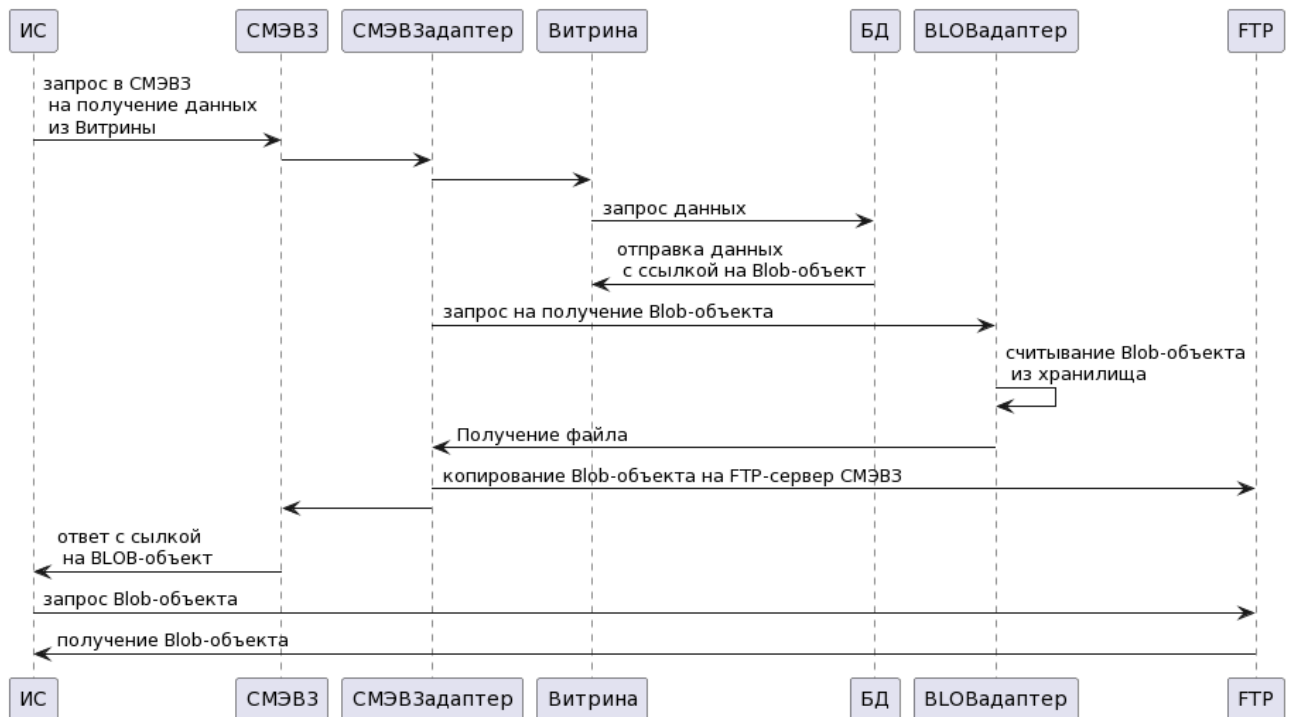 ИС
СМЭВ3
СМЭВ3адаптер
Витрина
БД
BLOBадаптер
FTP
запрос в СМЭВ3
на получение данных
из Витрины
запрос данных
отправка данных
с ссылкой на Blob-объект
запрос на получение Blob-объекта
считывание Blob-объекта
из хранилища
Получение файла
копирование Blob-объекта на FTP-сервер СМЭВ3
ответ с сылкой
на BLOB-объект
запрос Blob-объекта
получение Blob-объекта
ИС
СМЭВ3
СМЭВ3адаптер
Витрина
БД
BLOBадаптер
FTP